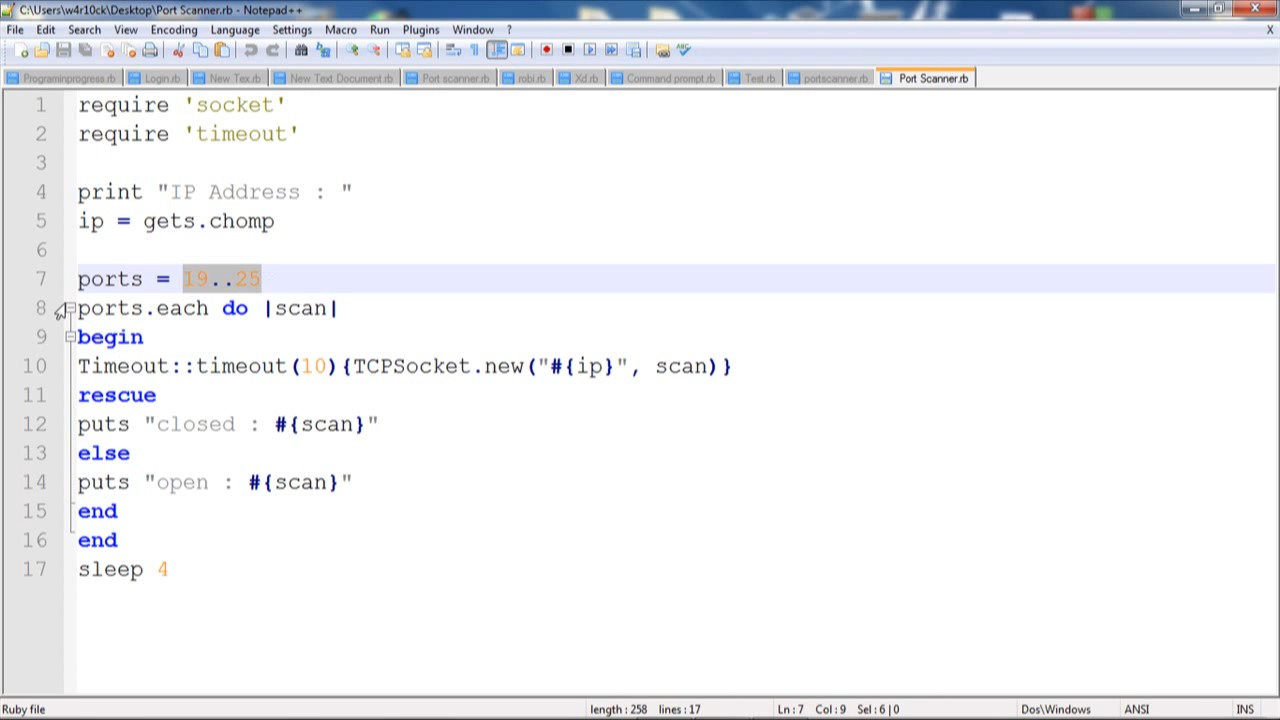 C:\Users\w4r10ck\Desktop\Port Scanner.rb - Notepad++
File Edit Search View Encoding Language Settings Macro Run Plugins Window ? X
Programinprogress.rb Login.rb New Tex.rb New Text Document.rb Port scanner.rb robi.rb Xd.rb Command prompt.rb Test.rb portscanner.rb Port Scanner.rb
1 require 'socket'
2 require 'timeout'
3
4 print "IP Address : "
5 ip = gets.chomp
6
7 ports = 19..25
8 ports.each do |scan|
9 begin
10 Timeout::timeout(10){TCPSocket.new("#{ip}", scan)}
11 rescue
12 puts "closed : #{scan}"
13 else
14 puts "open : #{scan}"
15 end
16 end
17 sleep 4
Ruby file length : 258 lines : 17 Ln : 7 Col : 9 Sel : 6 | 0 Dos\Windows ANSI INS